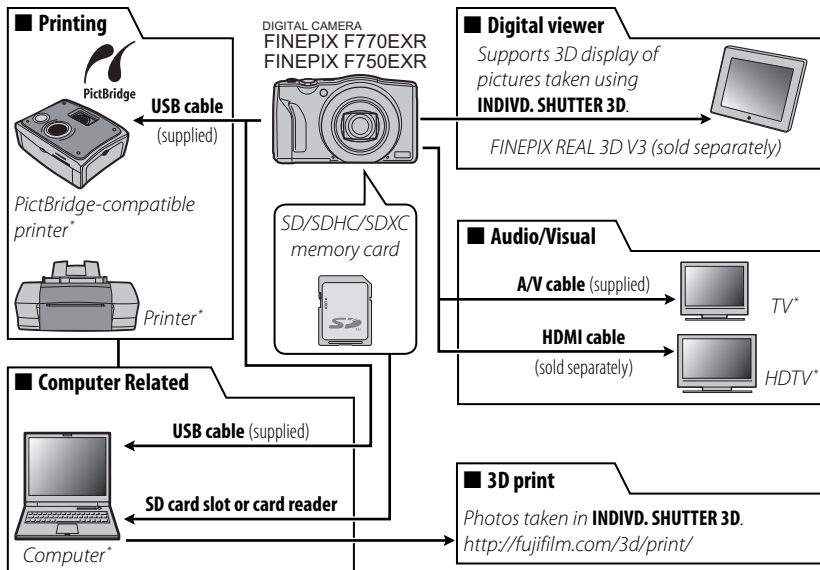 ■ Printing
PictBridge
USB cable
(supplied)
PictBridge-compatible
printer*
Printer*
DIGITAL CAMERA
FINEPIX F770EXR
FINEPIX F750EXR
SD/SDHC/SDXC
memory card
■ Digital viewer
Supports 3D display of
pictures taken using
INDIVD. SHUTTER 3D.
FINEPIX REAL 3D V3 (sold separately)
■ Audio/Visual
A/V cable (supplied)
TV*
HDMI cable
(sold separately)
HDTV*
■ Computer Related
USB cable (supplied)
SD card slot or card reader
Computer*
■ 3D print
Photos taken in INDIVD. SHUTTER 3D.
http://fujifilm.com/3d/print/